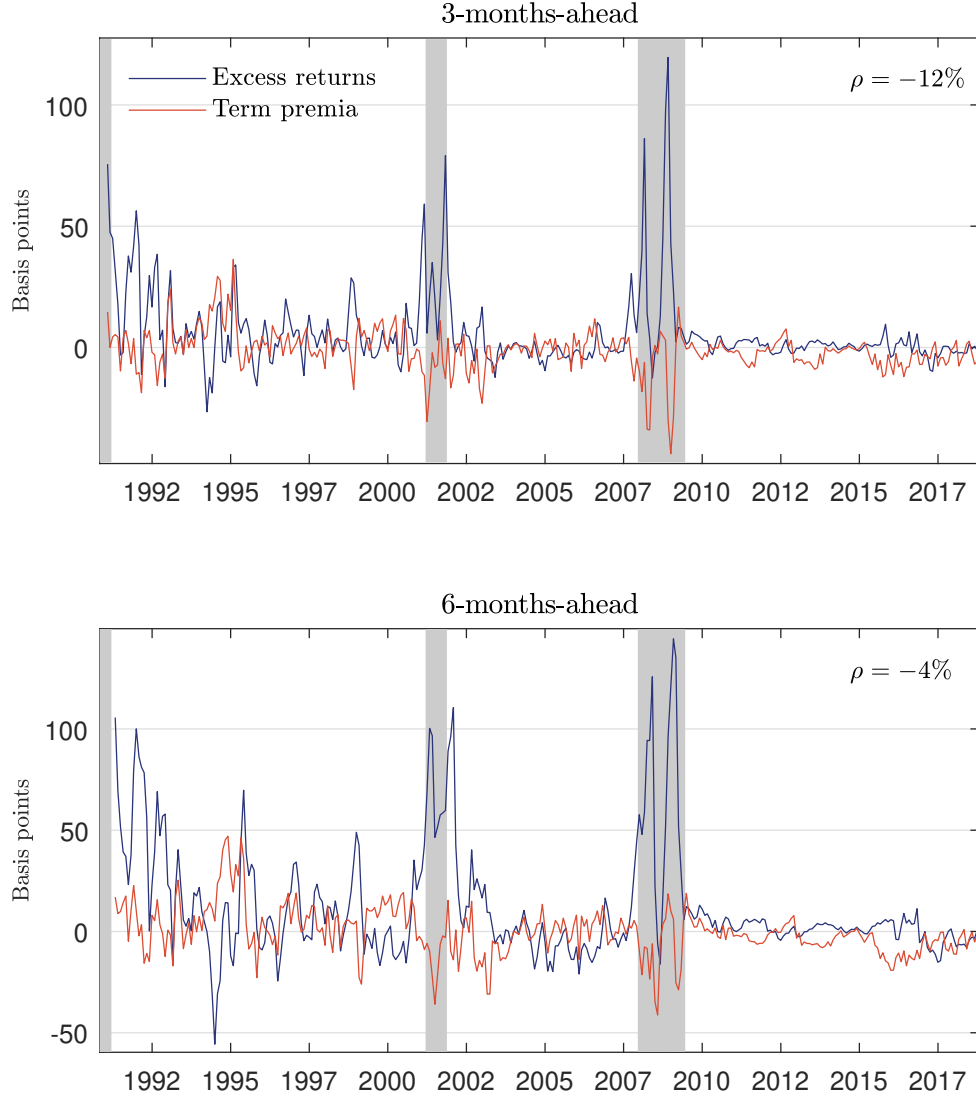 3-months-ahead
Excess returns
Term premia
ρ = −12%
Basis points
100
50
0
1992 1995 1997 2000 2002 2005 2007 2010 2012 2015 2017
6-months-ahead
ρ = −4%
Basis points
100
50
0
-50
1992 1995 1997 2000 2002 2005 2007 2010 2012 2015 2017